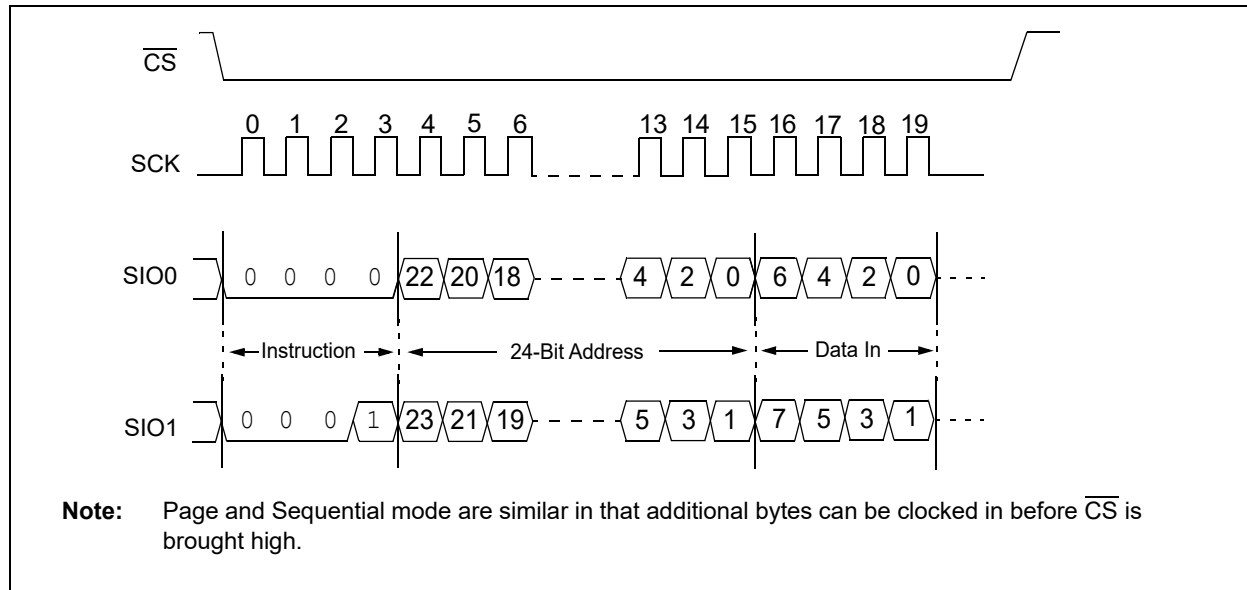 CS
0 1 2 3 4 5 6 13 14 15 16 17 18 19
SCK
SIO0 0 0 0 0 22 20 18 4 2 0 6 4 2 0
Instruction 24-Bit Address Data In
SIO1 0 0 0 1 23 21 19 5 3 1 7 5 3 1
Note: Page and Sequential mode are similar in that additional bytes can be clocked in before CS is
brought high.